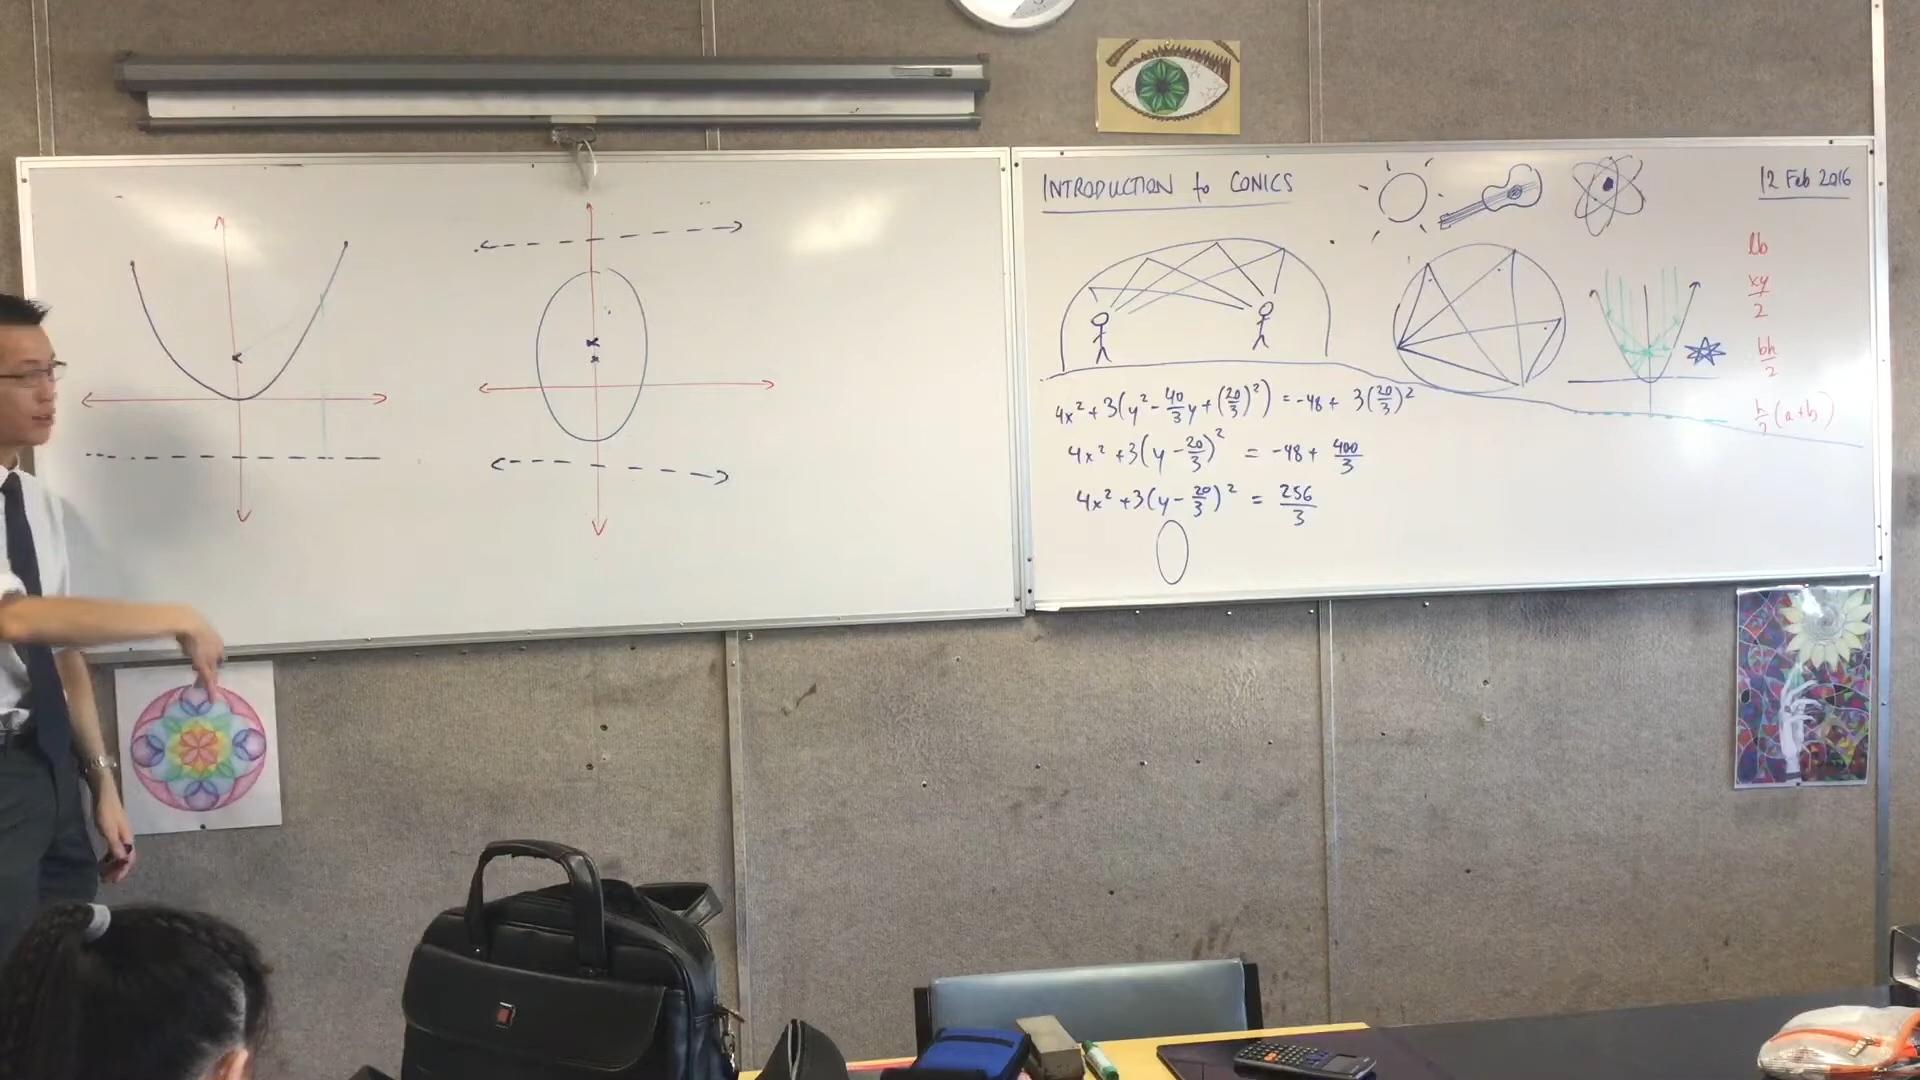 INTRODUCTION to CONICS
12 Feb 2016
lb
xy/2
bh/2
h/2 (a+b)
4x² + 3(y² - 40/3 y + (20/3)²) = -48 + 3(20/3)²
4x² + 3(y - 20/3)² = -48 + 400/3
4x² + 3(y - 20/3)² = 256/3